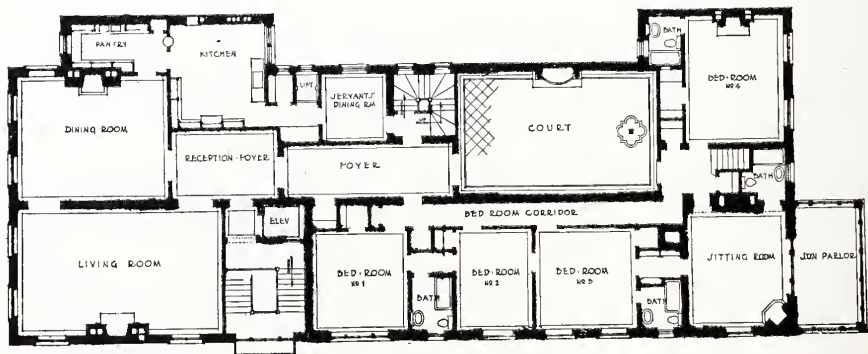 PANTRY
KITCHEN
LIFT
SERVANTS'
DINING RM
BATH
BED·ROOM
No 4
DINING ROOM
COURT
RECEPTION·FOYER
FOYER
BATH
ELEV
BED ROOM CORRIDOR
LIVING ROOM
BED·ROOM
No 1
BED·ROOM
No 2
BED·ROOM
No 3
SITTING ROOM
SUN PARLOR
BATH
BATH